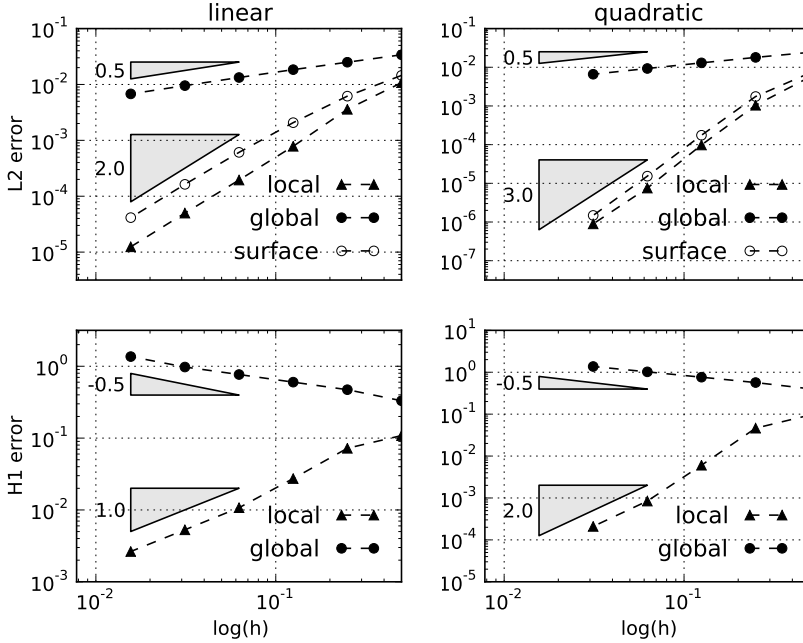 linear
quadratic
L2 error
10^-1
10^-2
10^-3
10^-4
10^-5
0.5
2.0
local
global
surface
10^-1
10^-2
10^-3
10^-4
10^-5
10^-6
10^-7
0.5
3.0
local
global
surface
H1 error
10^0
10^-1
10^-2
10^-3
-0.5
1.0
local
global
10^-2
10^-1
log(h)
10^1
10^0
10^-1
10^-2
10^-3
10^-4
10^-5
-0.5
2.0
local
global
10^-2
10^-1
log(h)